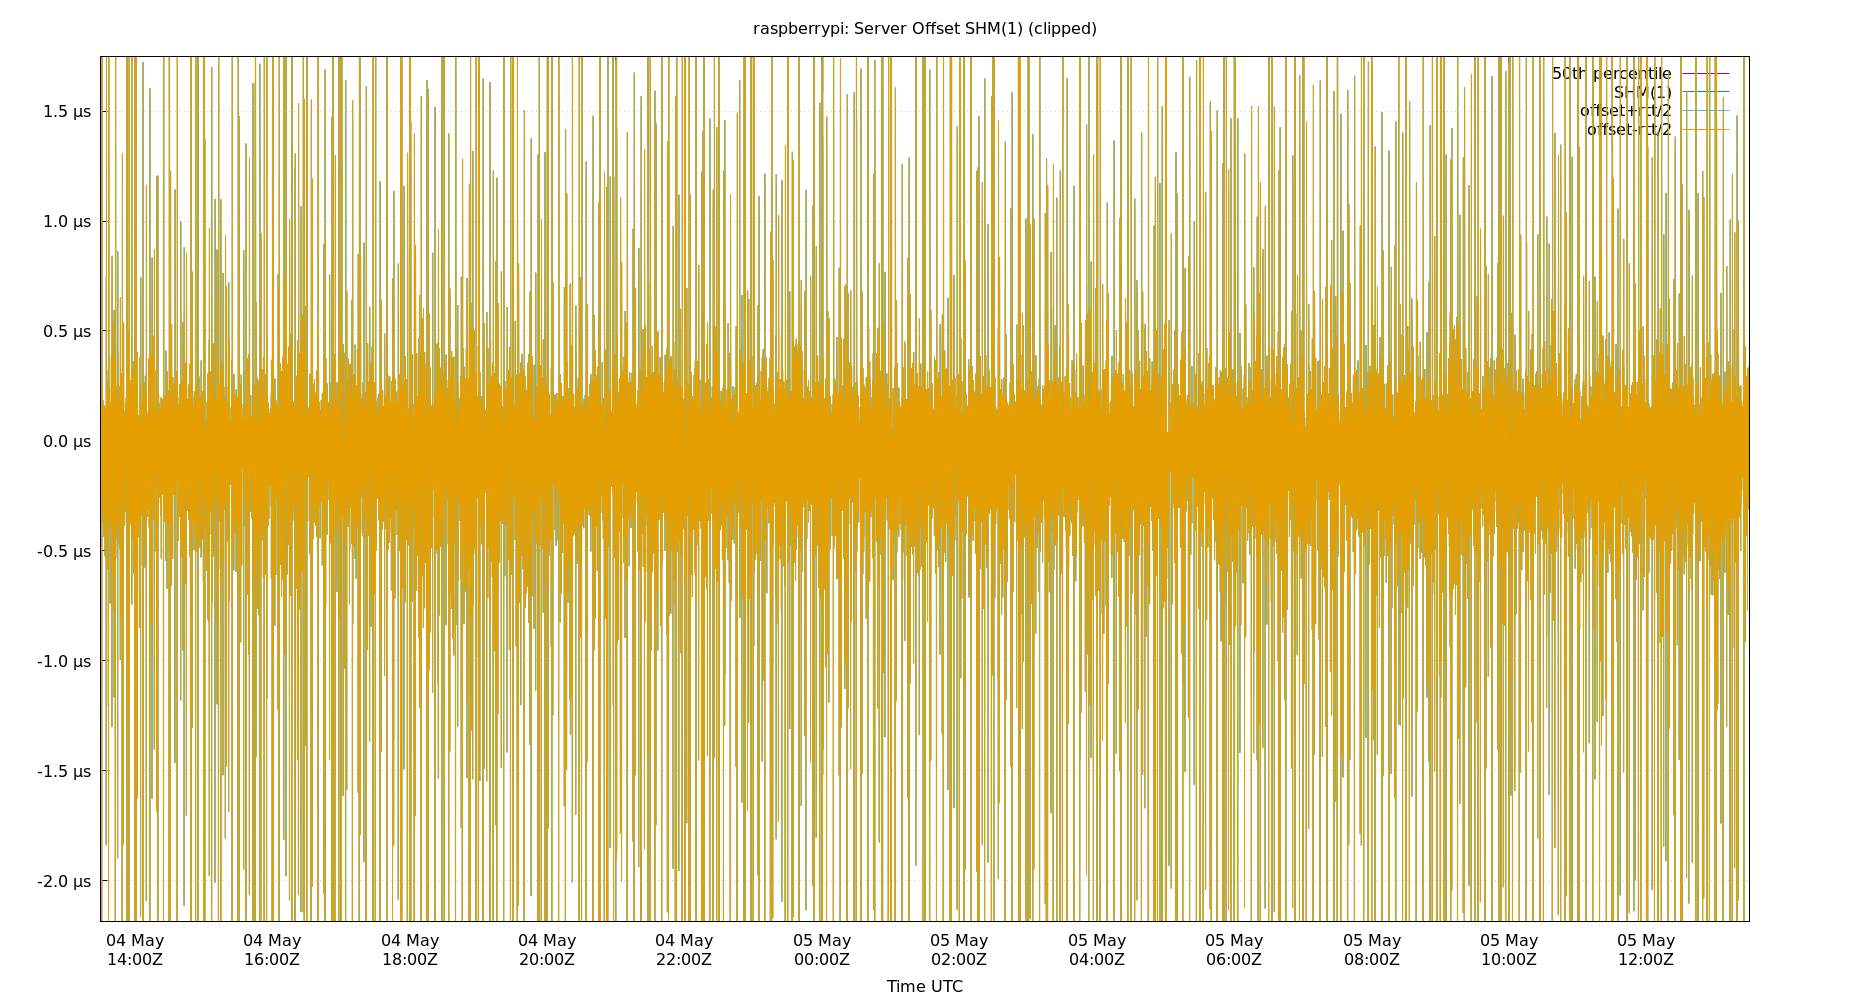 raspberrypi: Server Offset SHM(1) (clipped)
50th percentile
SHM(1)
offset+rtt/2
offset-rtt/2
1.5 µs
1.0 µs
0.5 µs
0.0 µs
-0.5 µs
-1.0 µs
-1.5 µs
-2.0 µs
04 May 04 May 04 May 04 May 04 May 05 May 05 May 05 May 05 May 05 May 05 May 05 May
14:00Z 16:00Z 18:00Z 20:00Z 22:00Z 00:00Z 02:00Z 04:00Z 06:00Z 08:00Z 10:00Z 12:00Z
Time UTC